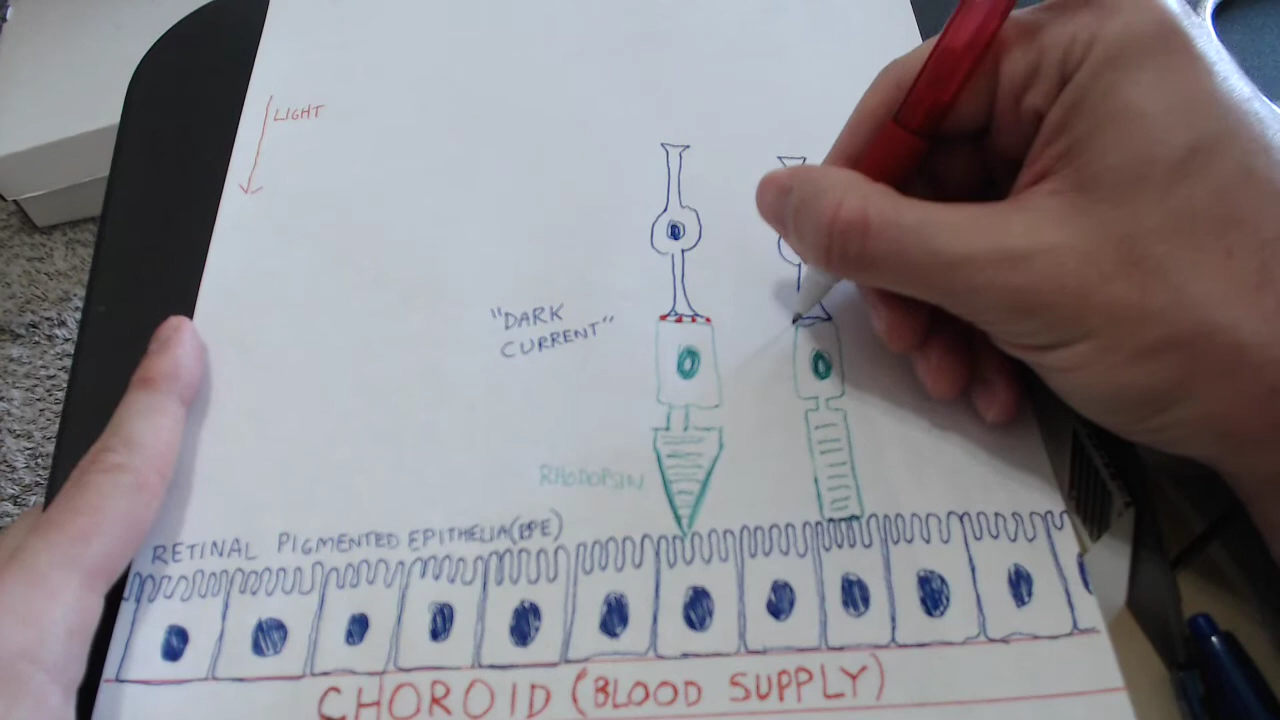 LIGHT
"DARK
CURRENT"
RHODOPSIN
RETINAL PIGMENTED EPITHELIA (RPE)
CHOROID (BLOOD SUPPLY)